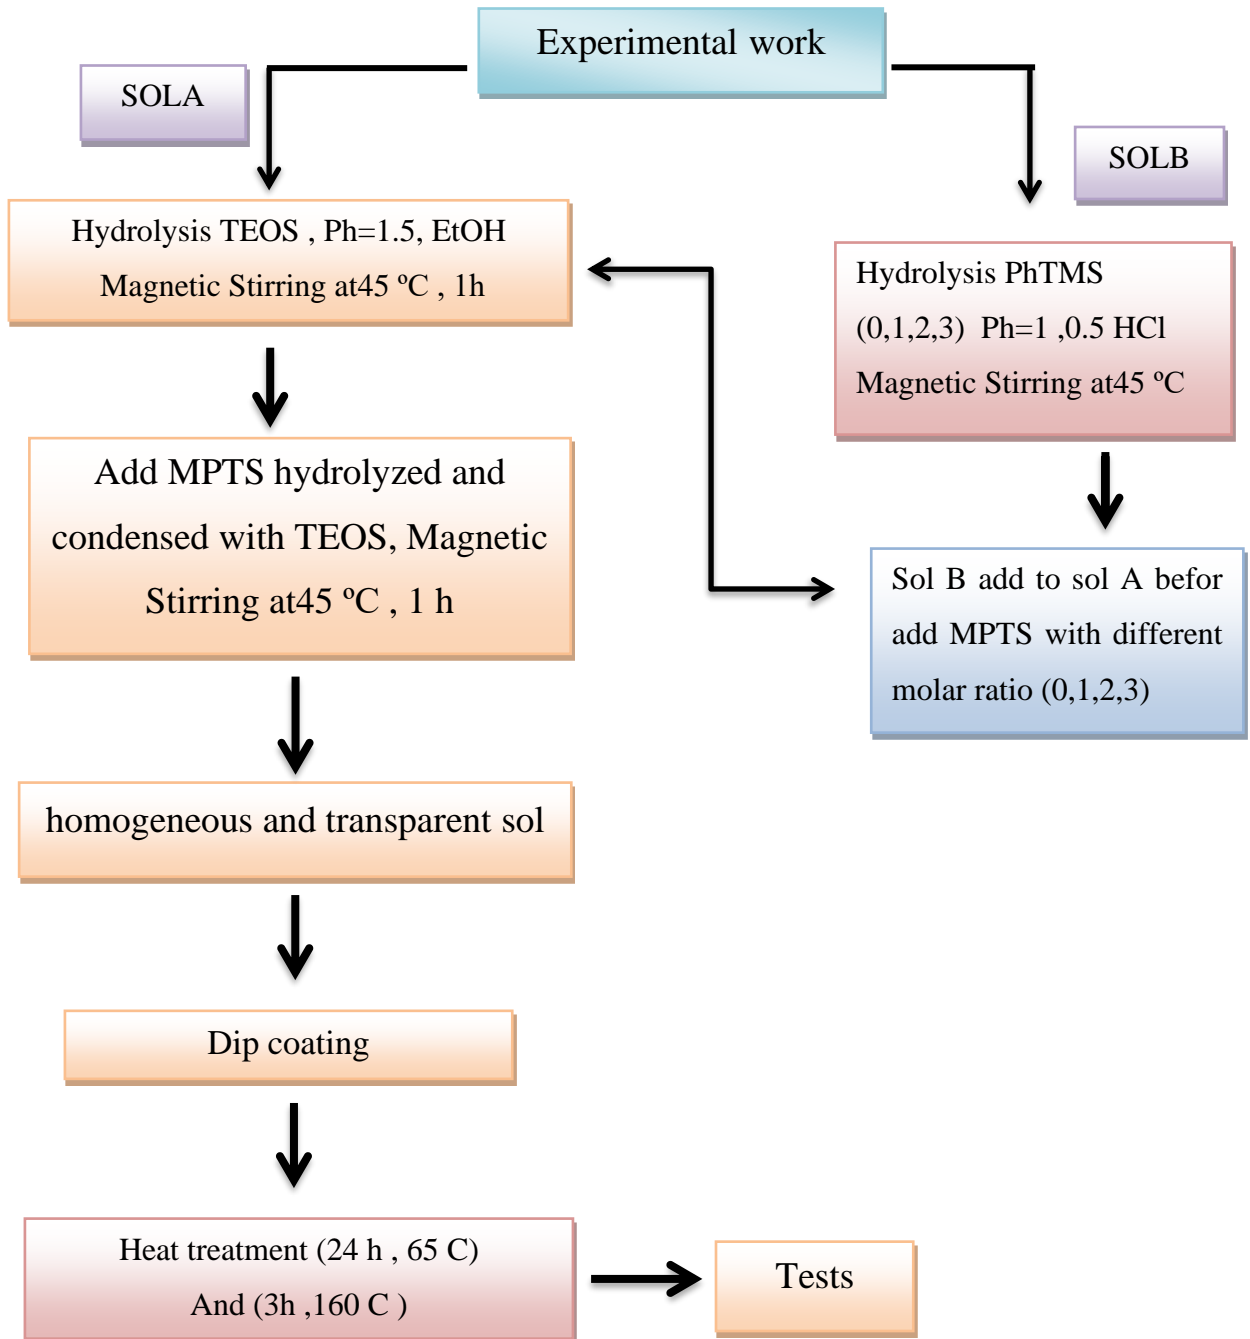 Experimental work
SOLA
SOLB
Hydrolysis TEOS , Ph=1.5, EtOH
Magnetic Stirring at45 ºC , 1h
Hydrolysis PhTMS
(0,1,2,3) Ph=1 ,0.5 HCl
Magnetic Stirring at45 ºC
Add MPTS hydrolyzed and
condensed with TEOS, Magnetic
Stirring at45 ºC , 1 h
Sol B add to sol A befor
add MPTS with different
molar ratio (0,1,2,3)
homogeneous and transparent sol
Dip coating
Heat treatment (24 h , 65 C)
And (3h ,160 C )
Tests